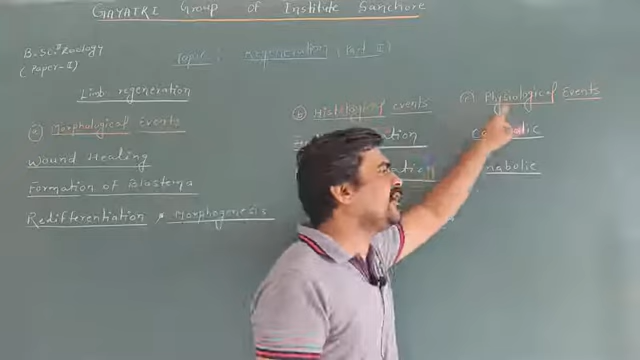 GAYATRI Group of Institute Sanchore
B.Sc. Zoology
(Paper-II)
Topic : Regeneration (Part II)
Limb regeneration
(a) Morphological Events
Wound Healing
Formation of Blastema
Redifferentiation & Morphogenesis
(b) Histological events
tion
(c) Physiological Events